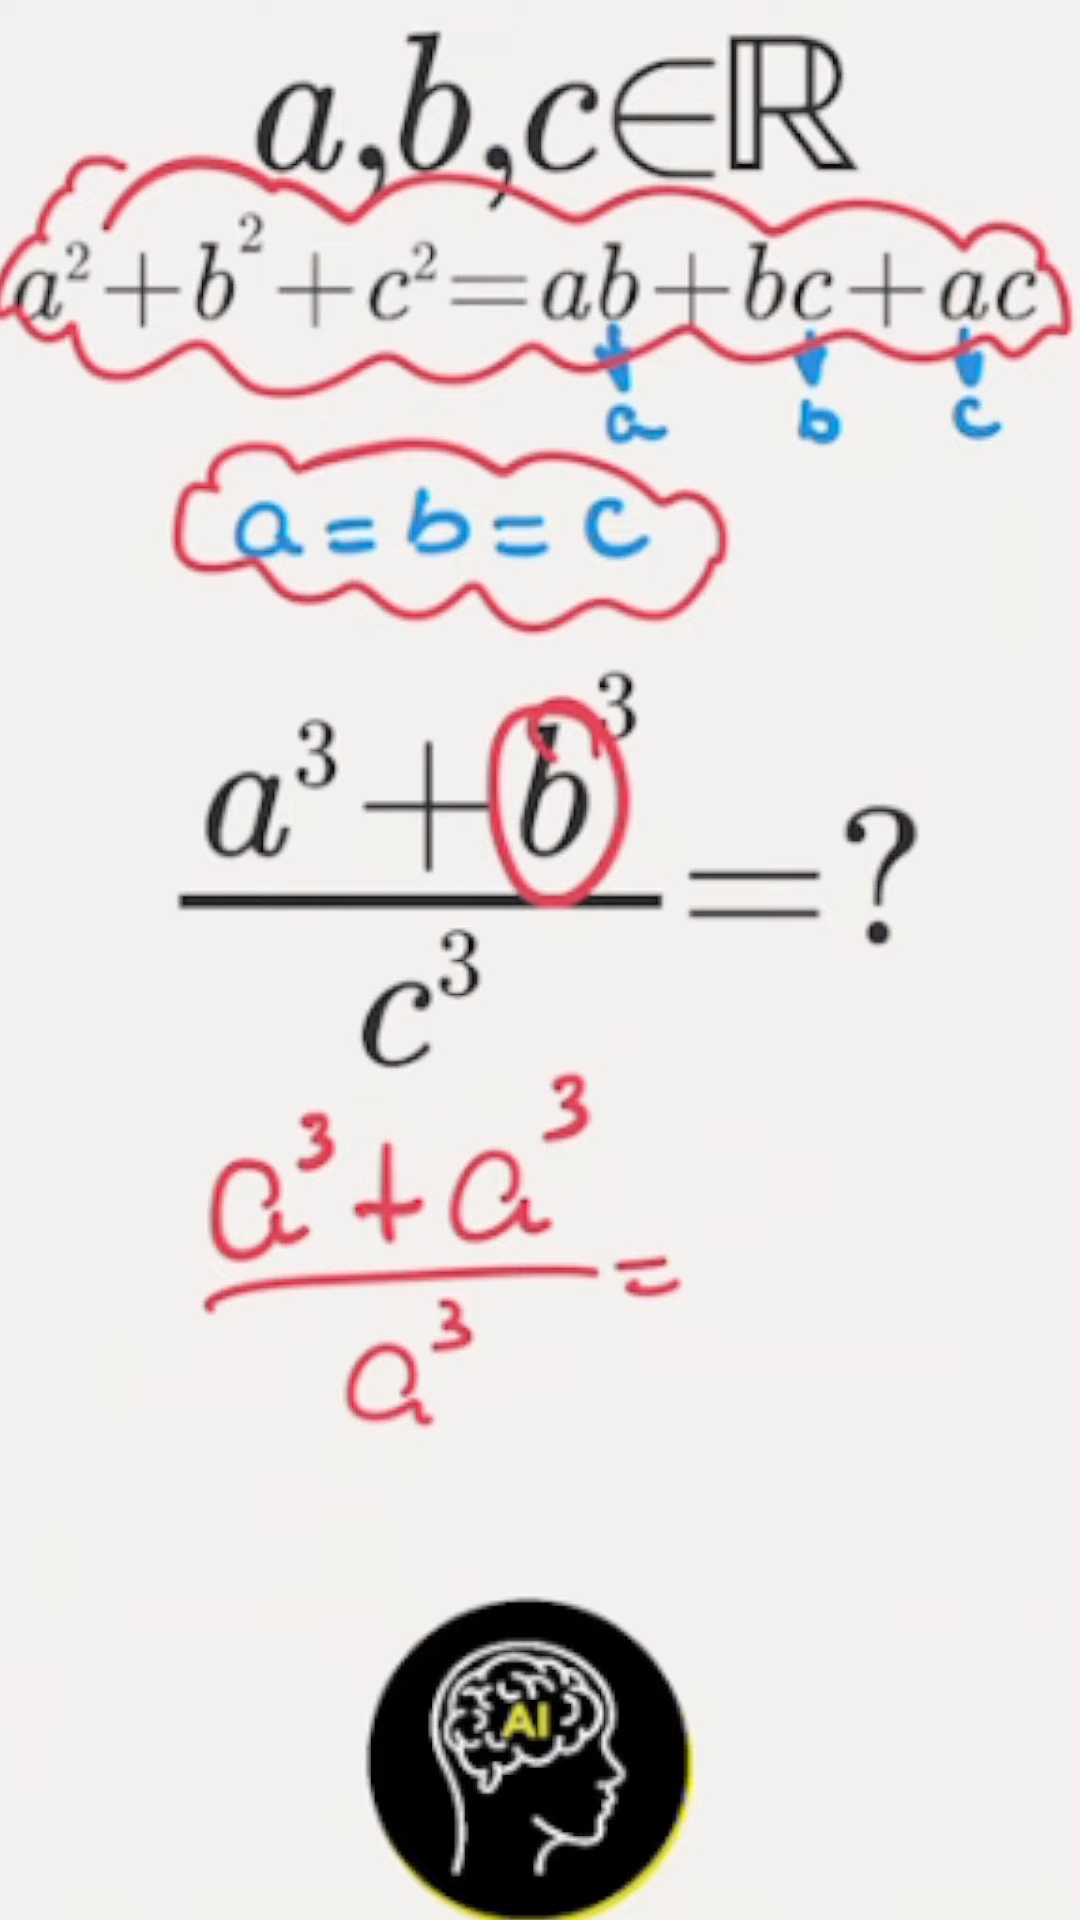 a,b,c∈ℝ
a²+b²+c²=ab+bc+ac
a b c
a=b=c
a³+b³
=?
c³
a³+a³
=
a³
AI